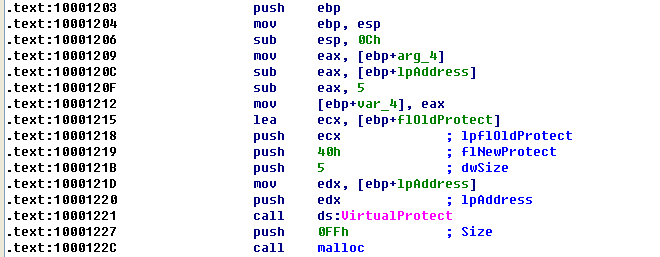 .text:10001203 push ebp
.text:10001204 mov ebp, esp
.text:10001206 sub esp, 0Ch
.text:10001209 mov eax, [ebp+arg_4]
.text:1000120C sub eax, [ebp+lpAddress]
.text:1000120F sub eax, 5
.text:10001212 mov [ebp+var_4], eax
.text:10001215 lea ecx, [ebp+flOldProtect]
.text:10001218 push ecx ; lpflOldProtect
.text:10001219 push 40h ; flNewProtect
.text:1000121B push 5 ; dwSize
.text:1000121D mov edx, [ebp+lpAddress]
.text:10001220 push edx ; lpAddress
.text:10001221 call ds:VirtualProtect
.text:10001227 push 0FFh ; Size
.text:1000122C call malloc